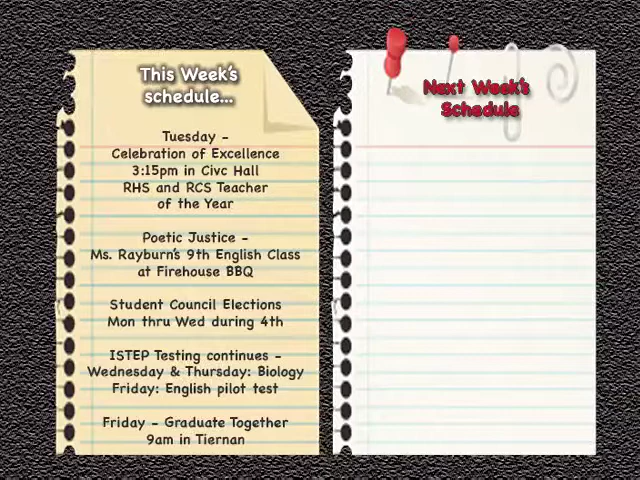 This Week's
schedule...
Tuesday -
Celebration of Excellence
3:15pm in Civc Hall
RHS and RCS Teacher
of the Year
Poetic Justice -
Ms. Rayburn's 9th English Class
at Firehouse BBQ
Student Council Elections
Mon thru Wed during 4th
ISTEP Testing continues -
Wednesday & Thursday: Biology
Friday: English pilot test
Friday - Graduate Together
9am in Tiernan
Next Week's
Schedule